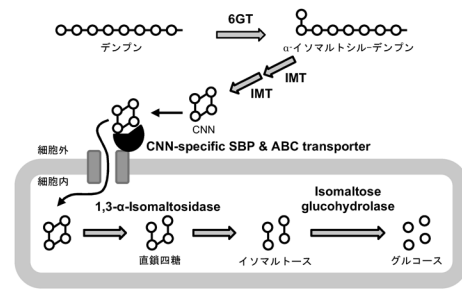 6GT
デンプン
α-イソマルトシル-デンプン
IMT
IMT
CNN
CNN-specific SBP & ABC transporter
細胞外
細胞内
1,3-α-Isomaltosidase
Isomaltose
glucohydrolase
直鎖四糖
イソマルトース
グルコース